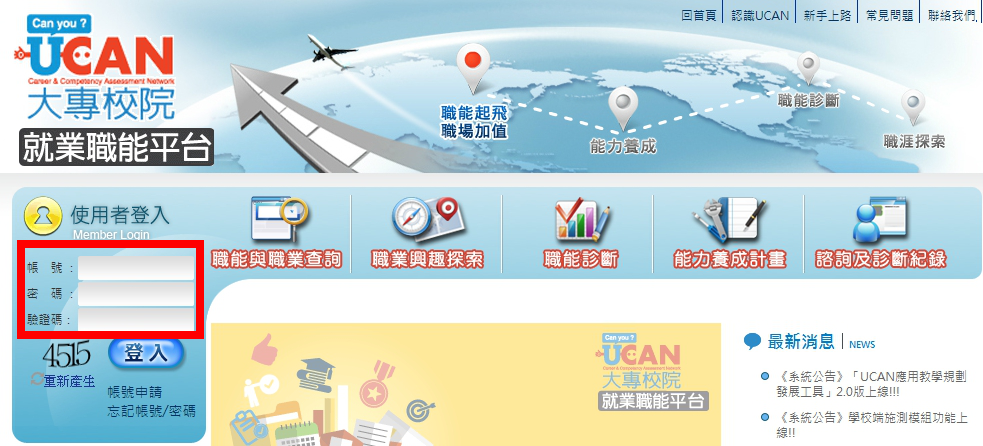 回首頁 | 認識UCAN | 新手上路 | 常見問題 | 聯絡我們
Can you ?
UCAN
Career & Competency Assessment Network
大專校院
就業職能平台
職能起飛
職場加值
能力養成
職能診斷
職涯探索
使用者登入
Member Login
帳 號：
密 碼：
驗證碼：
4515
重新產生
登入
帳號申請
忘記帳號/密碼
職能與職業查詢
職業興趣探索
職能診斷
能力養成計畫
諮詢及診斷紀錄
Can you ?
UCAN
大專校院
就業職能平台
最新消息 | NEWS
《系統公告》「UCAN應用教學規劃
發展工具」2.0版上線!!!
《系統公告》學校端施測模組功能上
線!!